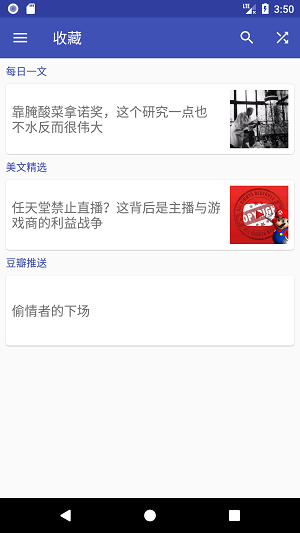 LTE 3:50
收藏
每日一文
靠腌酸菜拿诺奖，这个研究一点也
不水反而很伟大
美文精选
任天堂禁止直播？这背后是主播与游
戏商的利益战争
豆瓣推送
偷情者的下场